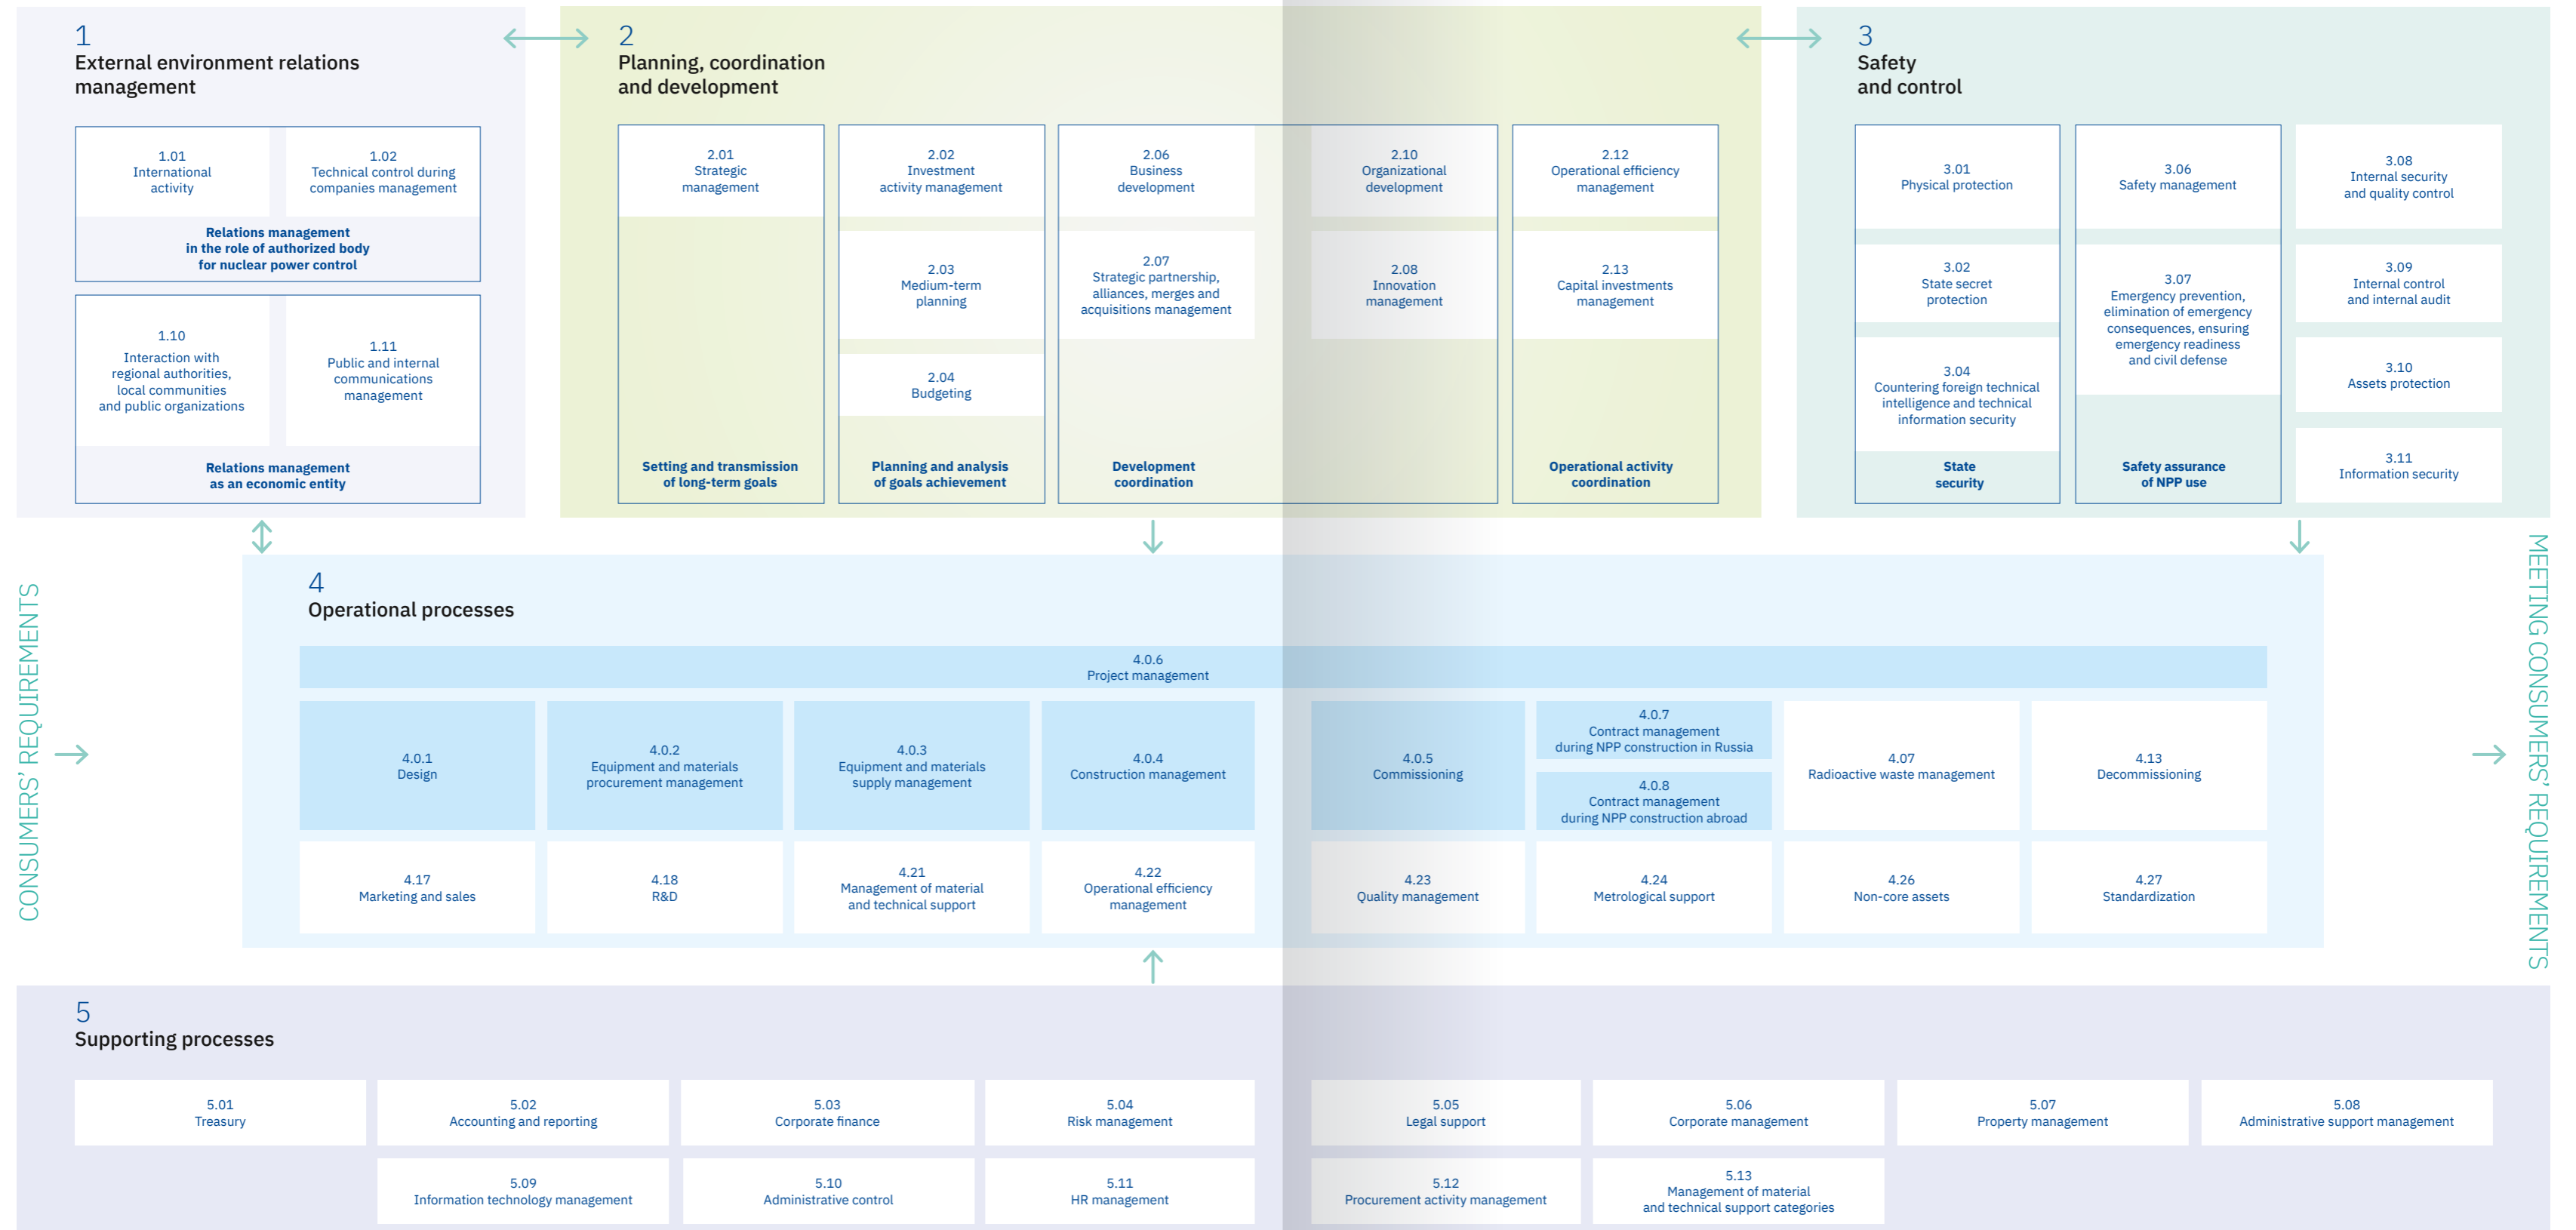 1
External environment relations
management
1.01
International
activity
1.02
Technical control during
companies management
Relations management
in the role of authorized body
for nuclear power control
1.10
Interaction with
regional authorities,
local communities
and public organizations
1.11
Public and internal
communications
management
Relations management
as an economic entity
2
Planning, coordination
and development
2.01
Strategic
management
Setting and transmission
of long-term goals
2.02
Investment
activity management
2.03
Medium-term
planning
2.04
Budgeting
Planning and analysis
of goals achievement
2.06
Business
development
2.07
Strategic partnership,
alliances, merges and
acquisitions management
2.10
Organizational
development
2.08
Innovation
management
Development
coordination
2.12
Operational efficiency
management
2.13
Capital investments
management
Operational activity
coordination
3
Safety
and control
3.01
Physical protection
3.02
State secret
protection
3.04
Countering foreign technical
intelligence and technical
information security
State
security
3.06
Safety management
3.07
Emergency prevention,
elimination of emergency
consequences, ensuring
emergency readiness
and civil defense
Safety assurance
of NPP use
3.08
Internal security
and quality control
3.09
Internal control
and internal audit
3.10
Assets protection
3.11
Information security
CONSUMERS’ REQUIREMENTS
4
Operational processes
4.0.6
Project management
4.0.1
Design
4.0.2
Equipment and materials
procurement management
4.0.3
Equipment and materials
supply management
4.0.4
Construction management
4.0.5
Commissioning
4.0.7
Contract management
during NPP construction in Russia
4.0.8
Contract management
during NPP construction abroad
4.07
Radioactive waste management
4.13
Decommissioning
4.17
Marketing and sales
4.18
R&D
4.21
Management of material
and technical support
4.22
Operational efficiency
management
4.23
Quality management
4.24
Metrological support
4.26
Non-core assets
4.27
Standardization
MEETING CONSUMERS’ REQUIREMENTS
5
Supporting processes
5.01
Treasury
5.02
Accounting and reporting
5.03
Corporate finance
5.04
Risk management
5.05
Legal support
5.06
Corporate management
5.07
Property management
5.08
Administrative support management
5.09
Information technology management
5.10
Administrative control
5.11
HR management
5.12
Procurement activity management
5.13
Management of material
and technical support categories